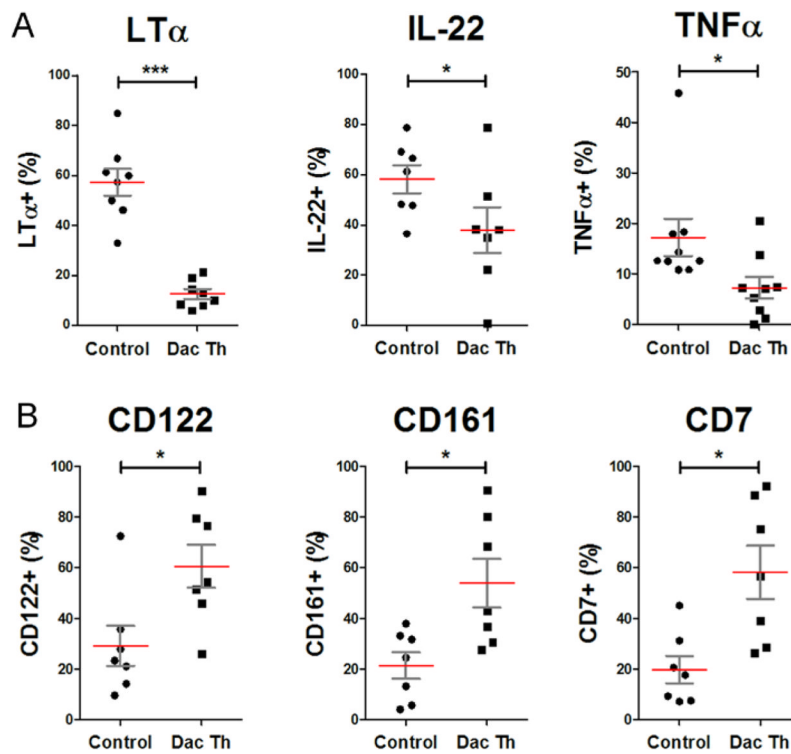 A
LTα
IL-22
TNFα
***
*
*
LTα+ (%)
100
80
60
40
20
0
Control Dac Th
IL-22+ (%)
100
80
60
40
20
0
Control Dac Th
TNFα+ (%)
50
40
30
20
10
0
Control Dac Th
B
CD122
CD161
CD7
*
*
*
CD122+ (%)
100
80
60
40
20
0
Control Dac Th
CD161+ (%)
100
80
60
40
20
0
Control Dac Th
CD7+ (%)
100
80
60
40
20
0
Control Dac Th